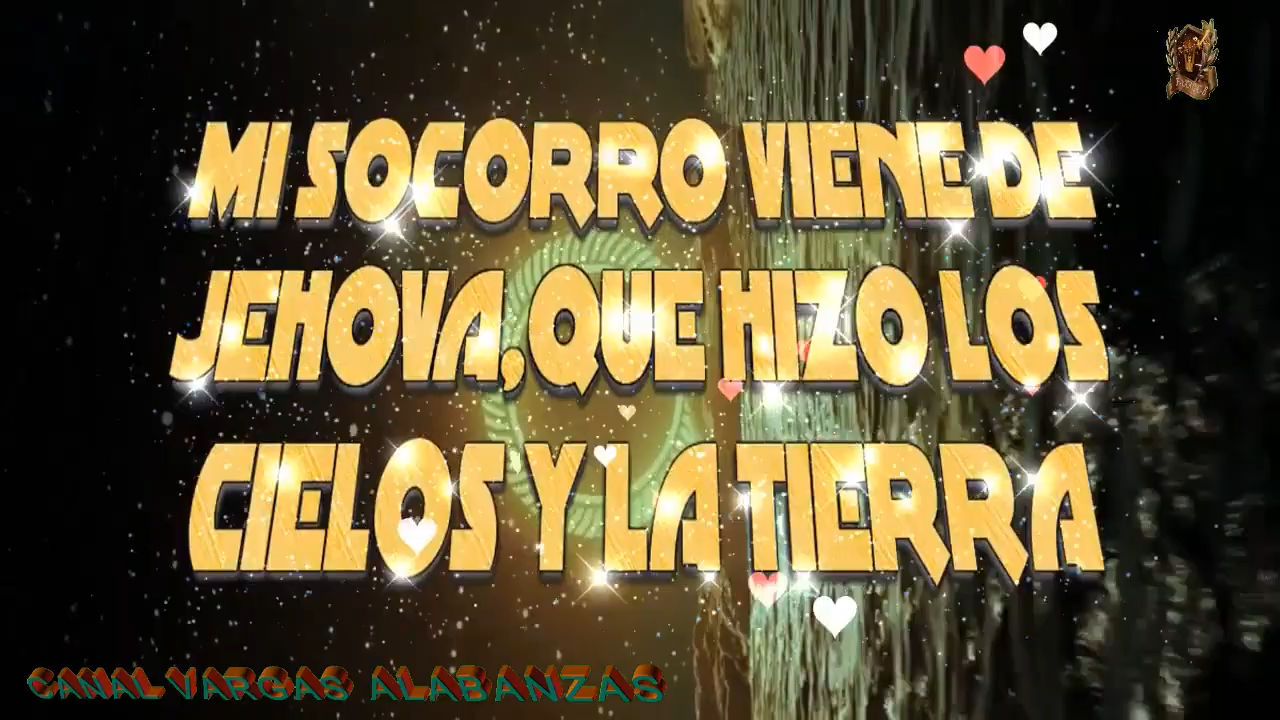 MI SOCORRO VIENE DE
JEHOVA, QUE HIZO LOS
CIELOS Y LA TIERRA
CANAL VARGAS ALABANZAS